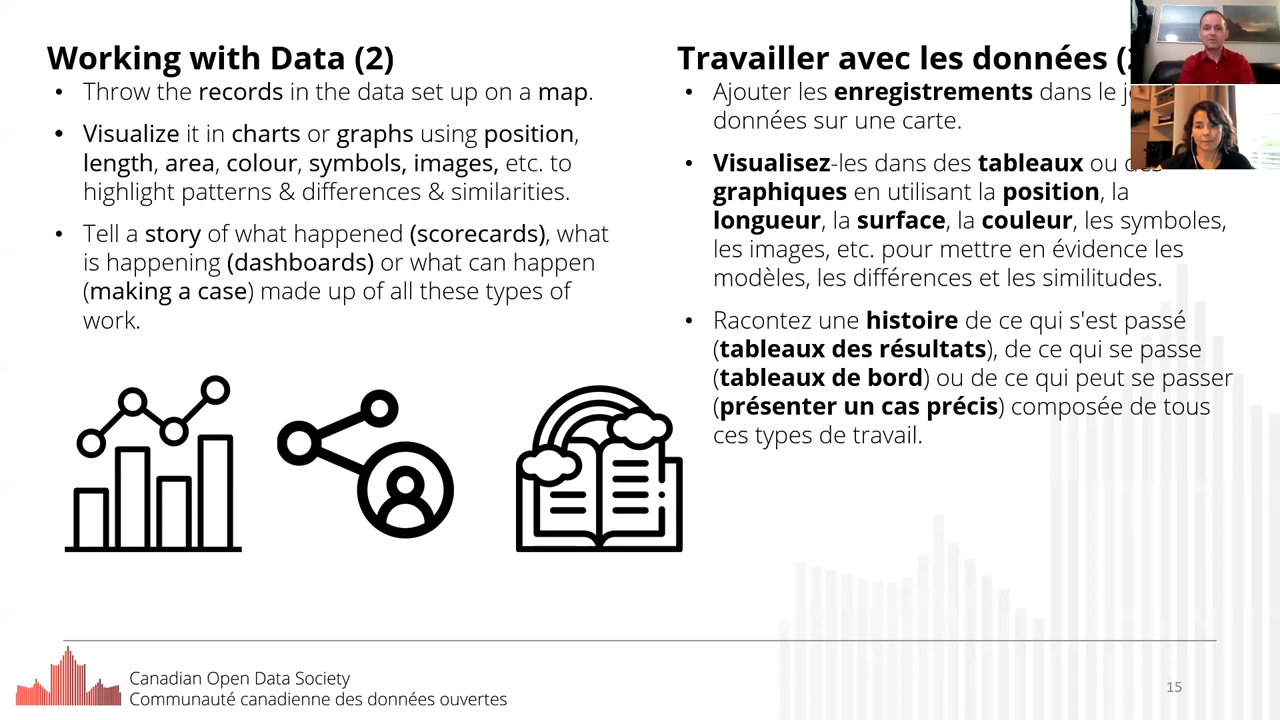 Working with Data (2)
• Throw the records in the data set up on a map.
• Visualize it in charts or graphs using position,
length, area, colour, symbols, images, etc. to
highlight patterns & differences & similarities.
• Tell a story of what happened (scorecards), what
is happening (dashboards) or what can happen
(making a case) made up of all these types of
work.
Travailler avec les données
• Ajouter les enregistrements dans le
données sur une carte.
• Visualisez-les dans des tableaux ou
graphiques en utilisant la position, la
longueur, la surface, la couleur, les symboles,
les images, etc. pour mettre en évidence les
modèles, les différences et les similitudes.
• Racontez une histoire de ce qui s'est passé
(tableaux des résultats), de ce qui se passe
(tableaux de bord) ou de ce qui peut se passer
(présenter un cas précis) composée de tous
ces types de travail.
Canadian Open Data Society
Communauté canadienne des données ouvertes
15